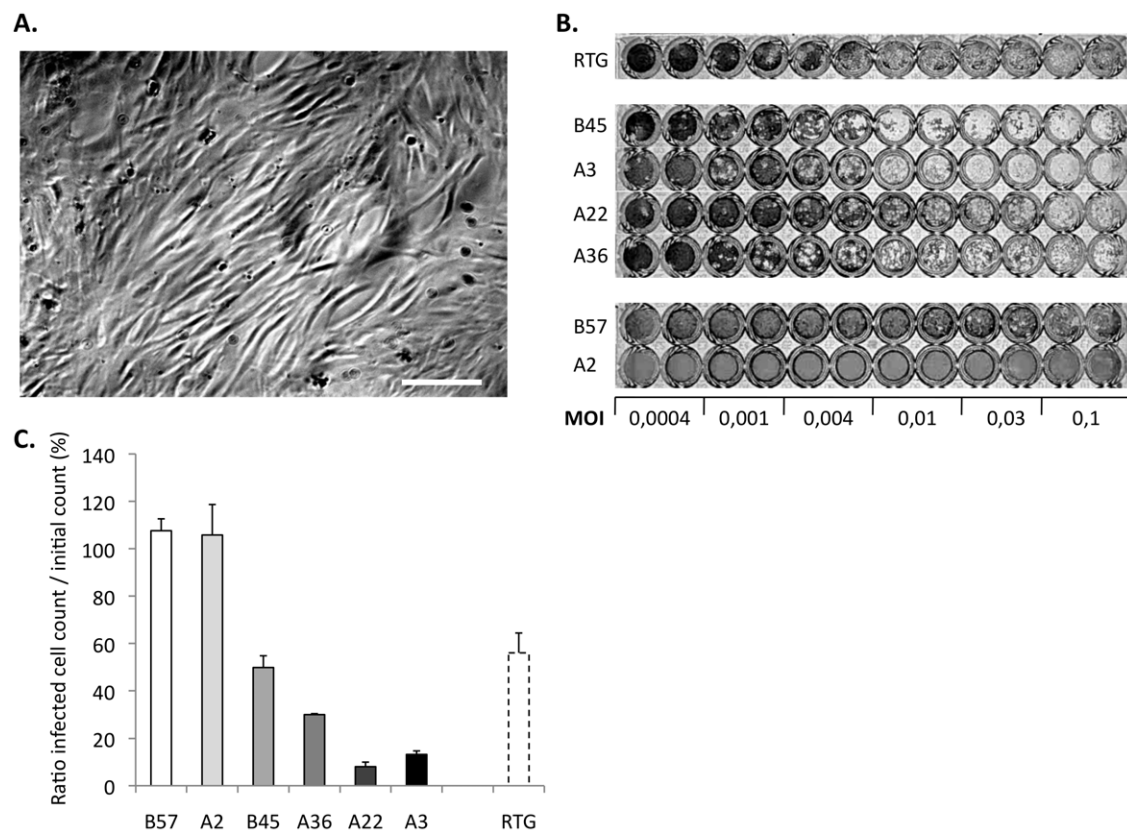 A.
B.
RTG
B45
A3
A22
A36
B57
A2
MOI 0,0004 0,001 0,004 0,01 0,03 0,1
C.
Ratio infected cell count / initial count (%)
140
120
100
80
60
40
20
0
B57 A2 B45 A36 A22 A3 RTG